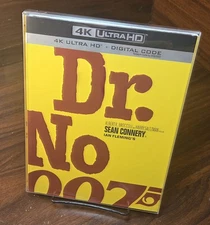 4K ULTRA HD
4K ULTRA HD • DIGITAL CODE
Dr.
No
SEAN CONNERY
IAN FLEMING'S
007